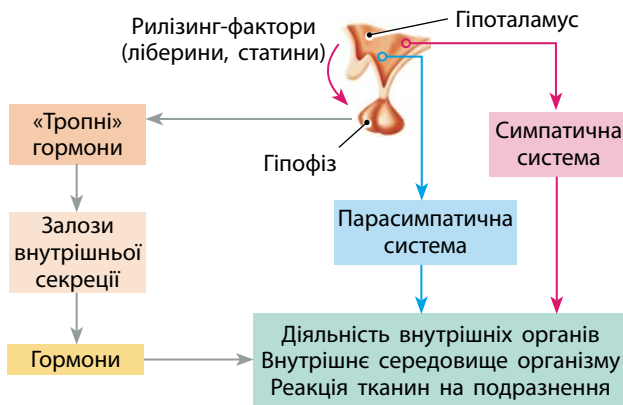 Рилізинг-фактори
(ліберини, статини)
Гіпоталамус
«Тропні»
гормони
Гіпофіз
Симпатична
система
Залози
внутрішньої
секреції
Парасимпатична
система
Гормони
Діяльність внутрішніх органів
Внутрішнє середовище організму
Реакція тканин на подразнення